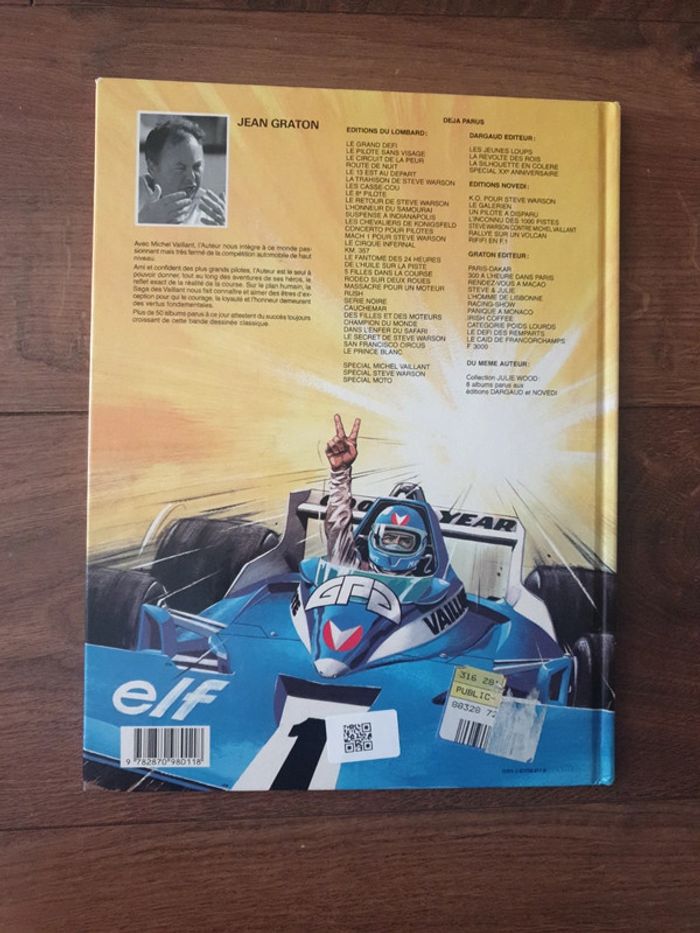 JEAN GRATON
Avec Michel Vaillant, l'Auteur nous intègre à ce monde pas-
sionnant mais très fermé de la compétition automobile de haut
niveau.
Ami et confident des plus grands pilotes, l'Auteur est le seul à
pouvoir donner, tout au long des aventures de ses héros, le
reflet exact de la réalité de la course. Sur le plan humain, la
Saga des Vaillant nous fait connaître et aimer des êtres d'ex-
ception pour qui le courage, la loyauté et l'honneur demeurent
des vertus fondamentales.
Plus de 50 albums parus à ce jour attestent du succès toujours
croissant de cette bande dessinée classique.
DEJA PARUS
EDITIONS DU LOMBARD:
LE GRAND DEFI
LE PILOTE SANS VISAGE
LE CIRCUIT DE LA PEUR
ROUTE DE NUIT
LE 13 EST AU DEPART
LA TRAHISON DE STEVE WARSON
LES CASSE-COU
LE 8e PILOTE
LE RETOUR DE STEVE WARSON
L'HONNEUR DU SAMOURAI
SUSPENSE A INDIANAPOLIS
LES CHEVALIERS DE KONIGSFELD
CONCERTO POUR PILOTES
MACH 1 POUR STEVE WARSON
LE CIRQUE INFERNAL
KM. 357
LE FANTOME DES 24 HEURES
DE L'HUILE SUR LA PISTE
5 FILLES DANS LA COURSE
RODEO SUR DEUX ROUES
MASSACRE POUR UN MOTEUR
RUSH
SERIE NOIRE
CAUCHEMAR
DES FILLES ET DES MOTEURS
CHAMPION DU MONDE
DANS L'ENFER DU SAFARI
LE SECRET DE STEVE WARSON
SAN FRANCISCO CIRCUS
LE PRINCE BLANC
SPECIAL MICHEL VAILLANT
SPECIAL STEVE WARSON
SPECIAL MOTO
DARGAUD EDITEUR:
LES JEUNES LOUPS
LA REVOLTE DES ROIS
LA SILHOUETTE EN COLERE
SPECIAL XXe ANNIVERSAIRE
EDITIONS NOVEDI:
K.O. POUR STEVE WARSON
LE GALERIEN
UN PILOTE A DISPARU
L'INCONNU DES 1000 PISTES
STEVE WARSON CONTRE MICHEL VAILLANT
RALLYE SUR UN VOLCAN
RIFIFI EN F.1
GRATON EDITEUR:
PARIS-DAKAR
300 A L'HEURE DANS PARIS
RENDEZ-VOUS A MACAO
STEVE & JULIE
L'HOMME DE LISBONNE
RACING-SHOW
PANIQUE A MONACO
IRISH COFFEE
CATEGORIE POIDS LOURDS
LE DEFI DES REMPARTS
LE CAID DE FRANCORCHAMPS
F 3000
DU MEME AUTEUR:
Collection JULIE WOOD:
8 albums parus aux
éditions DARGAUD et NOVEDI
YEAR
GPA
VAILL
elf
1
316
PUBLIC-
80328
9 782870 980118